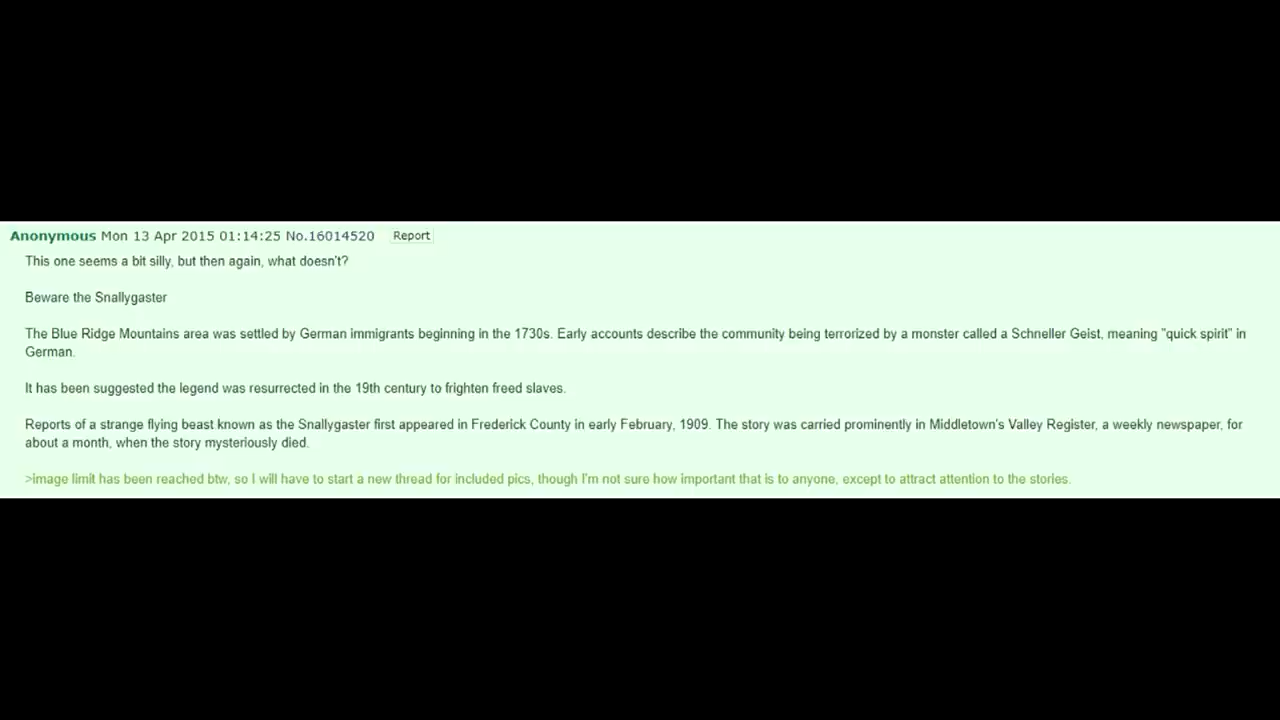 Anonymous Mon 13 Apr 2015 01:14:25 No.16014520 Report
This one seems a bit silly, but then again, what doesn't?
Beware the Snallygaster
The Blue Ridge Mountains area was settled by German immigrants beginning in the 1730s. Early accounts describe the community being terrorized by a monster called a Schneller Geist, meaning "quick spirit" in
German.
It has been suggested the legend was resurrected in the 19th century to frighten freed slaves.
Reports of a strange flying beast known as the Snallygaster first appeared in Frederick County in early February, 1909. The story was carried prominently in Middletown's Valley Register, a weekly newspaper, for
about a month, when the story mysteriously died.
>image limit has been reached btw, so I will have to start a new thread for included pics, though I'm not sure how important that is to anyone, except to attract attention to the stories.